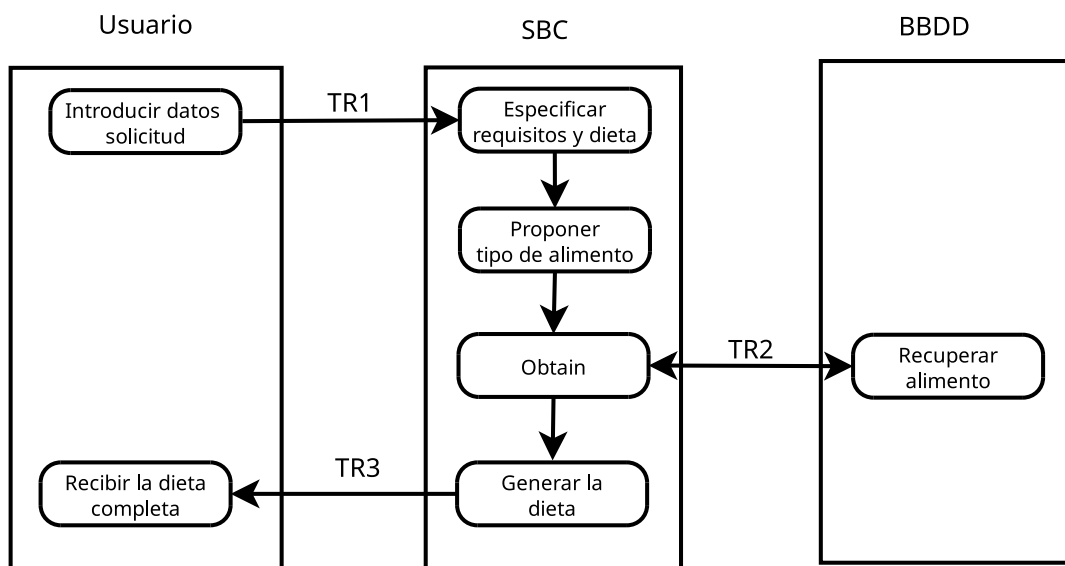 Usuario
SBC
BBDD
Introducir datos
solicitud
TR1
Especificar
requisitos y dieta
Proponer
tipo de alimento
Obtain
TR2
Recuperar
alimento
Recibir la dieta
completa
TR3
Generar la
dieta